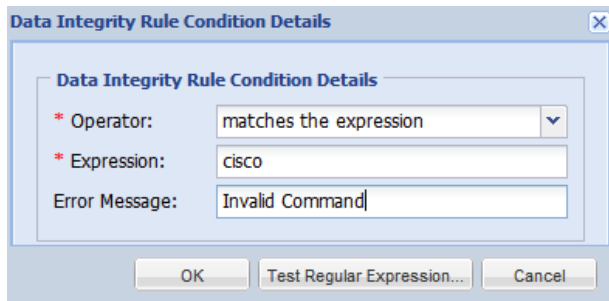 Data Integrity Rule Condition Details
Data Integrity Rule Condition Details
* Operator: matches the expression
* Expression: cisco
Error Message: Invalid Command
OK Test Regular Expression... Cancel